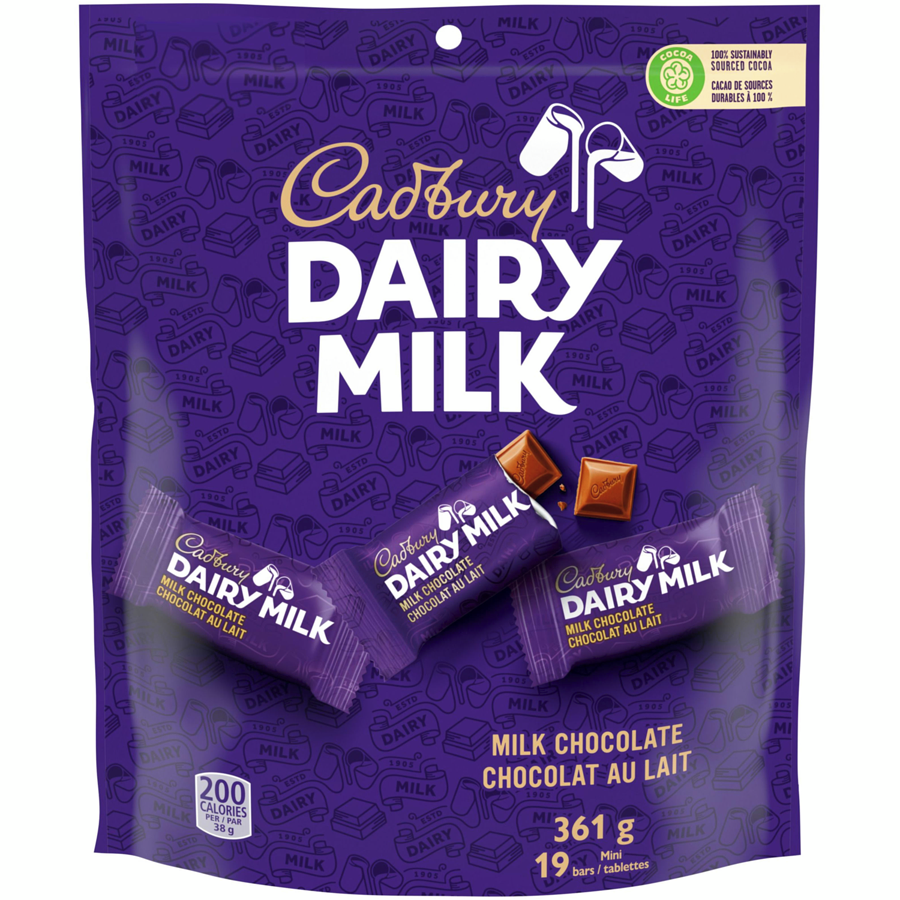 COCOA
LIFE
100% SUSTAINABLY
SOURCED COCOA
CACAO DE SOURCES
DURABLES À 100 %
Cadbury
DAIRY
MILK
Cadbury
DAIRY MILK
MILK CHOCOLATE
CHOCOLAT AU LAIT
Cadbury
DAIRY MILK
MILK CHOCOLATE
CHOCOLAT AU LAIT
Cadbury
Cadbury
DAIRY MILK
MILK CHOCOLATE
CHOCOLAT AU LAIT
MILK CHOCOLATE
CHOCOLAT AU LAIT
200
CALORIES
PER / PAR
38 g
361 g
19 Mini
bars / tablettes